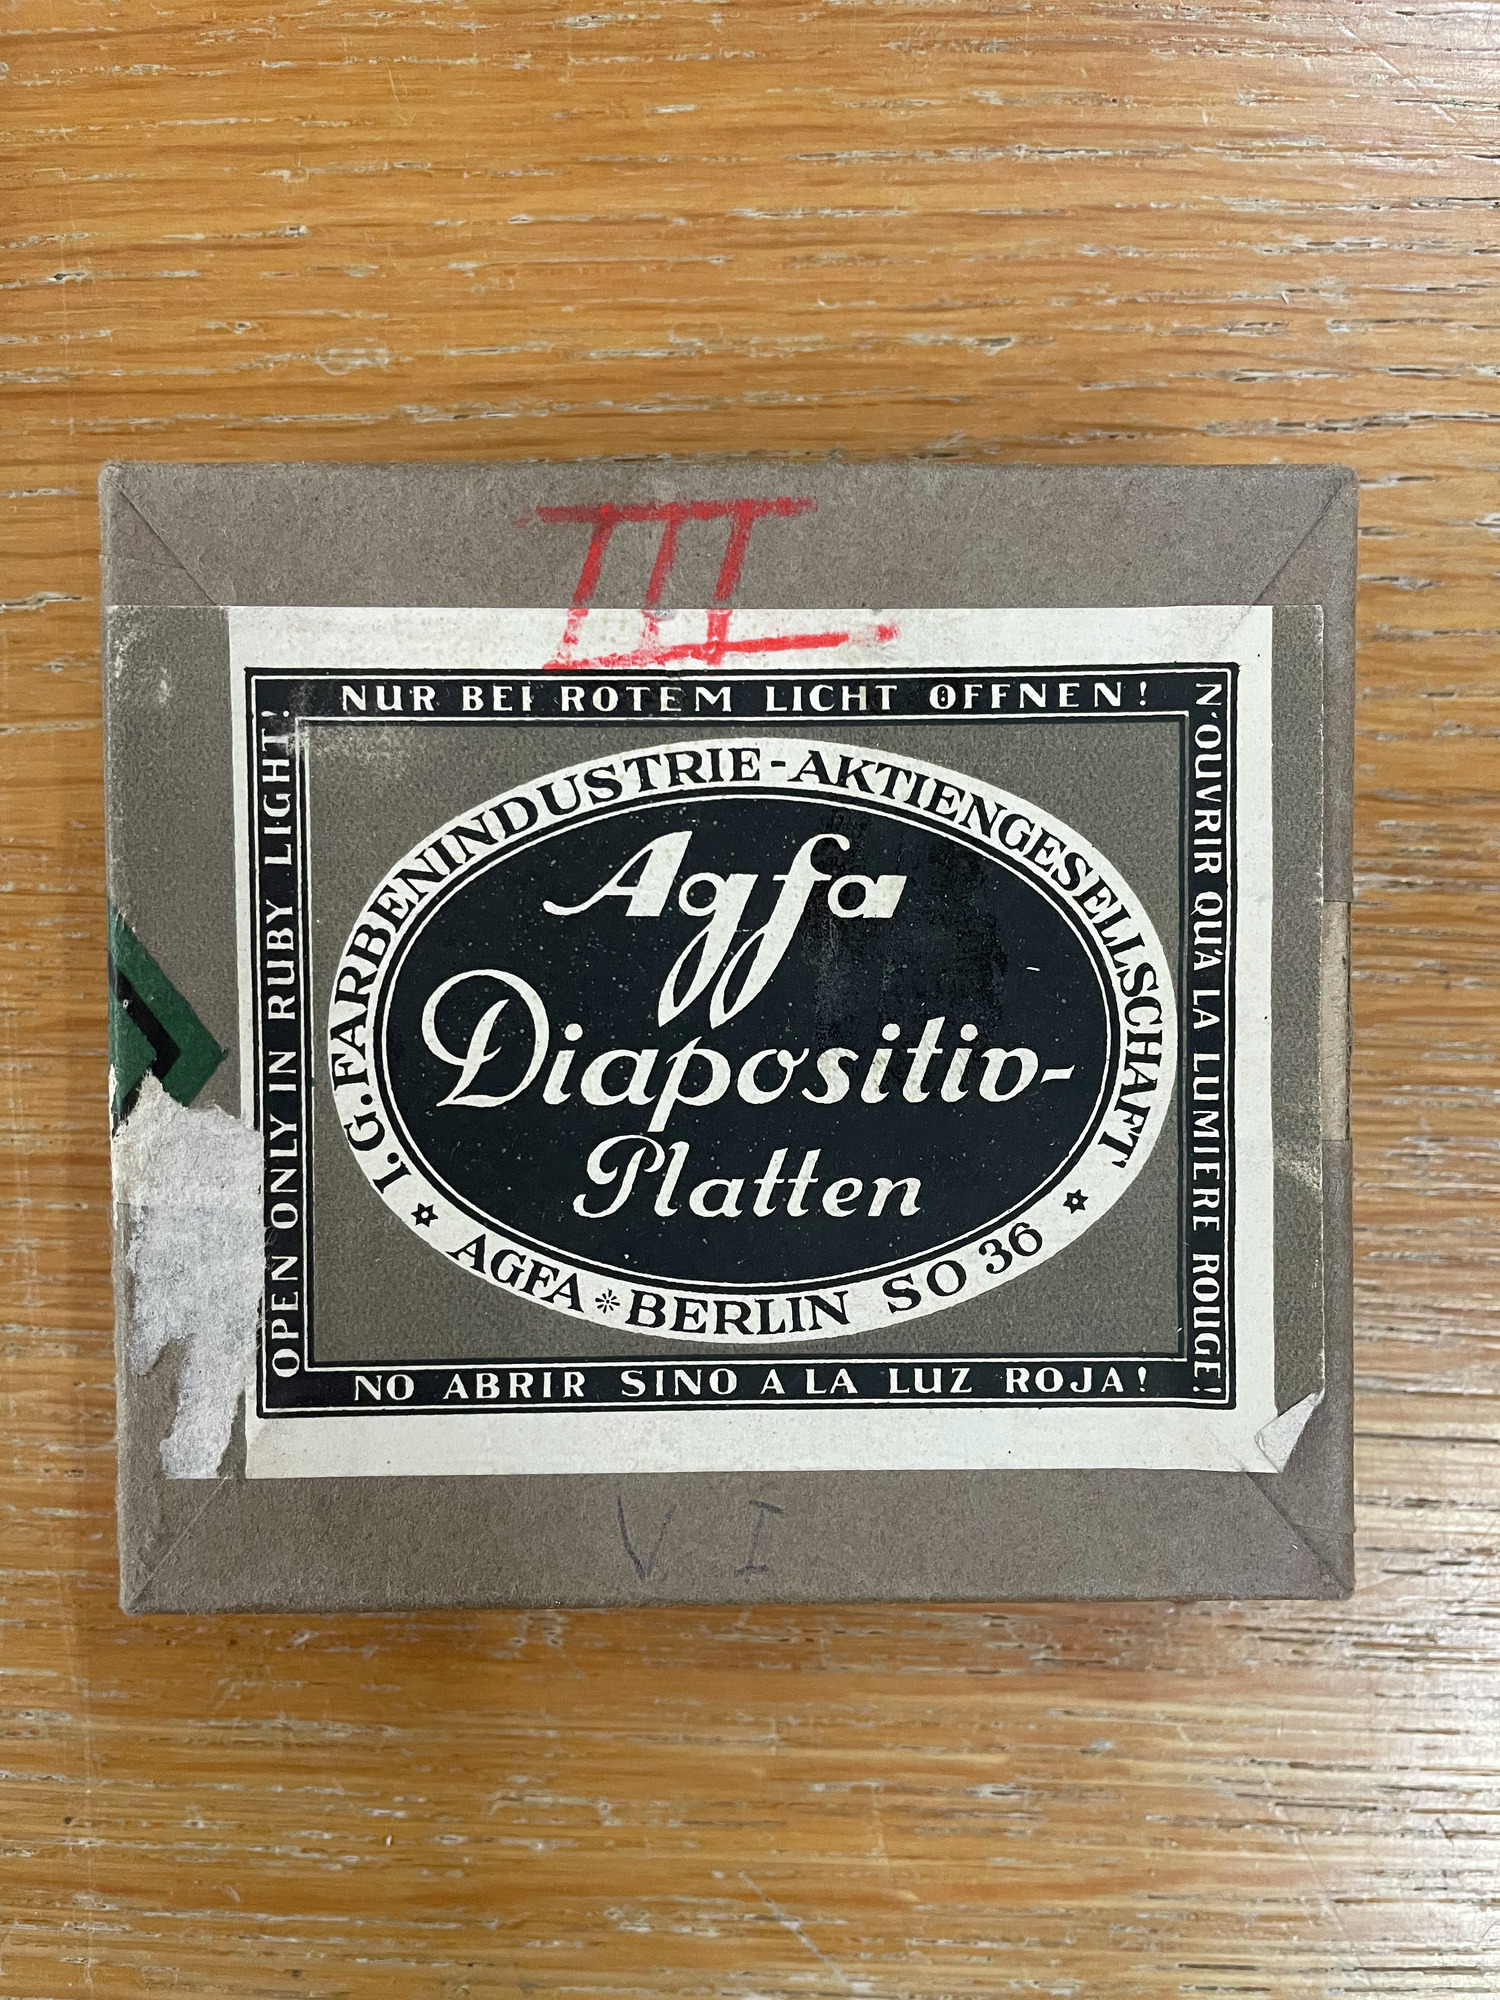 III
NUR BEI ROTEM LICHT ÖFFNEN!
OPEN ONLY IN RUBY LIGHT!
N'OUVRIR QU'A LA LUMIERE ROUGE!
I. G. FARBENINDUSTRIE-AKTIENGESELLSCHAFT
Agfa
Diapositiv-
Platten
AGFA * BERLIN SO 36
NO ABRIR SINO A LA LUZ ROJA!
V I